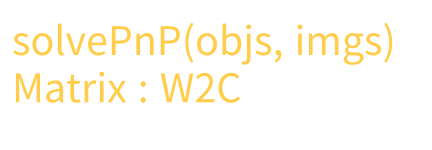 solvePnP(objs, imgs)
Matrix : W2C